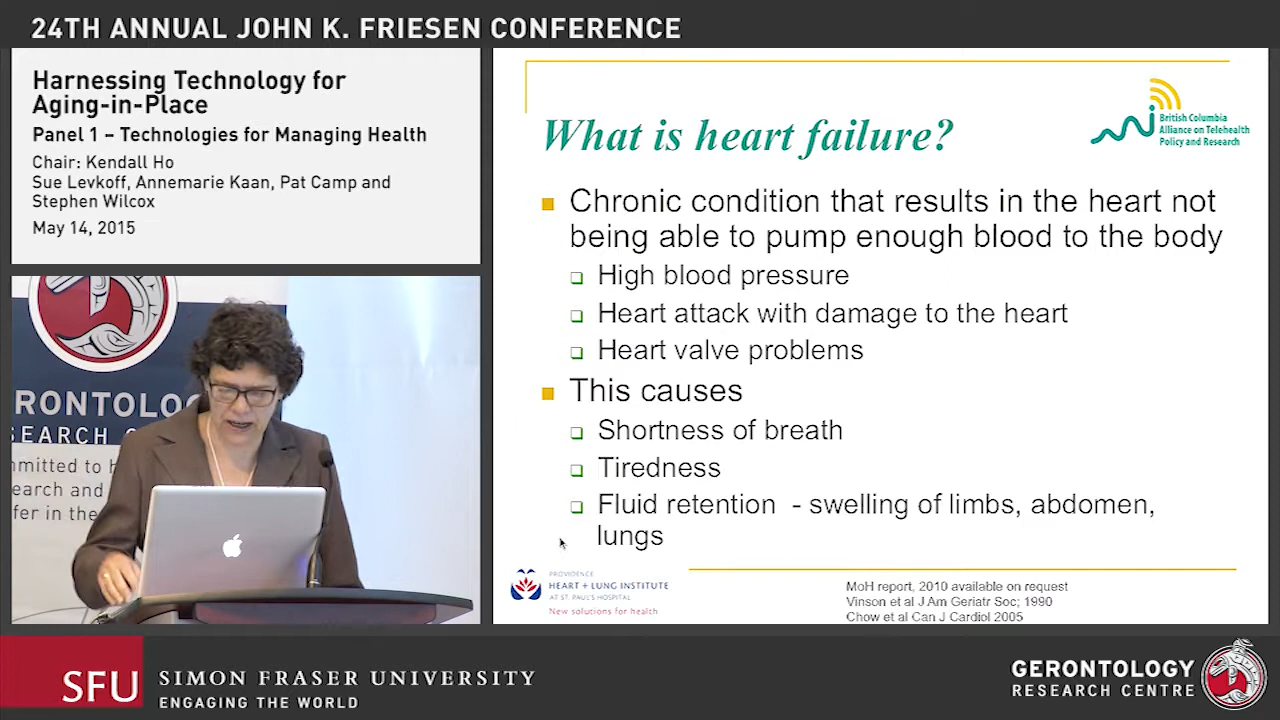 24TH ANNUAL JOHN K. FRIESEN CONFERENCE
Harnessing Technology for
Aging-in-Place
Panel 1 – Technologies for Managing Health
Chair: Kendall Ho
Sue Levkoff, Annemarie Kaan, Pat Camp and
Stephen Wilcox
May 14, 2015
RONTOLO
EARCH C
mmitted to
earch and
fer in the
British Columbia
Alliance on Telehealth
Policy and Research
What is heart failure?
Chronic condition that results in the heart not
being able to pump enough blood to the body
High blood pressure
Heart attack with damage to the heart
Heart valve problems
This causes
Shortness of breath
Tiredness
Fluid retention - swelling of limbs, abdomen,
lungs
PROVIDENCE
HEART + LUNG INSTITUTE
AT ST. PAUL'S HOSPITAL
New solutions for health
MoH report, 2010 available on request
Vinson et al J Am Geriatr Soc; 1990
Chow et al Can J Cardiol 2005
SFU
SIMON FRASER UNIVERSITY
ENGAGING THE WORLD
GERONTOLOGY
RESEARCH CENTRE